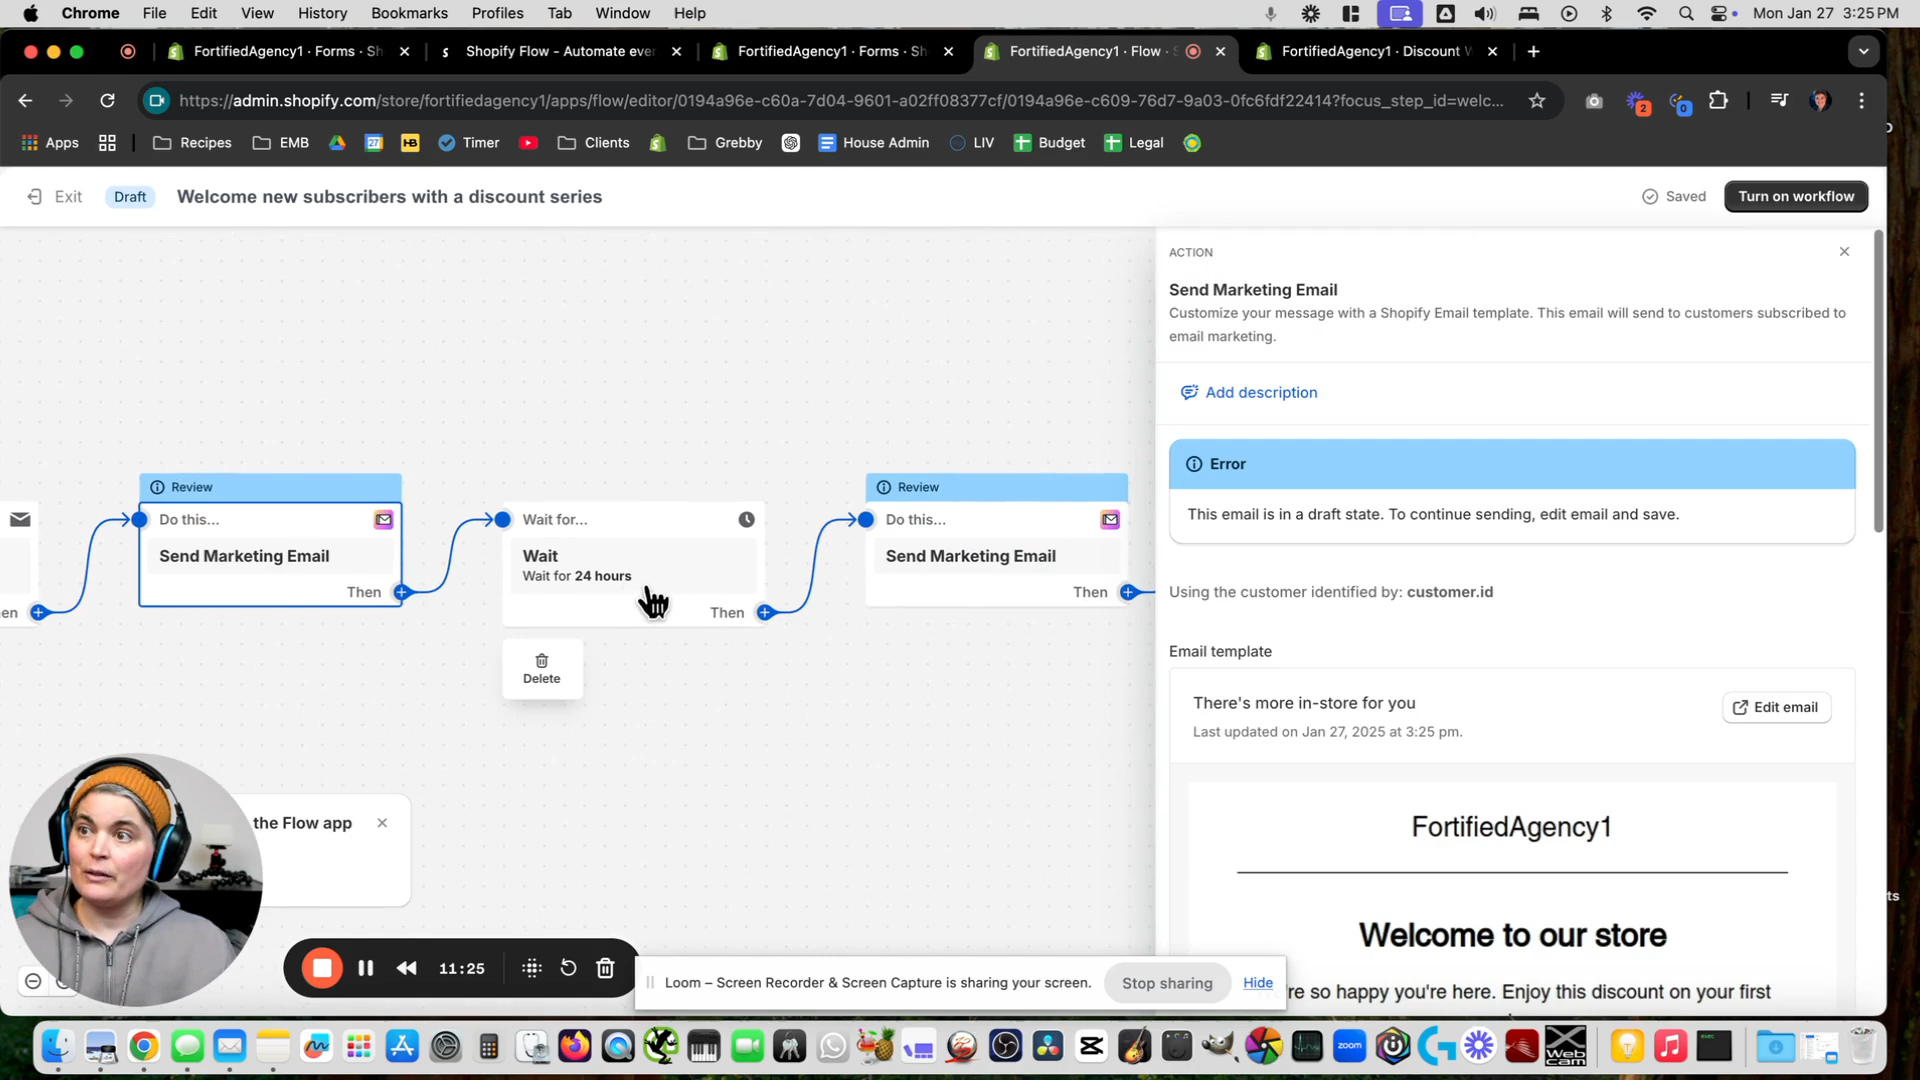 Chrome File Edit View History Bookmarks Profiles Tab Window Help Mon Jan 27 3:25 PM
FortifiedAgency1 · Forms · Sh
Shopify Flow - Automate ever
FortifiedAgency1 · Forms · Sh
FortifiedAgency1 · Flow ·
FortifiedAgency1 · Discount
https://admin.shopify.com/store/fortifiedagency1/apps/flow/editor/0194a96e-c60a-7d04-9601-a02ff08377cf/0194a96e-c609-76d7-9a03-0fc6fdf22414?focus_step_id=welc...
2
0
Apps Recipes EMB 27 HB Timer Clients Grebby House Admin LIV Budget Legal
Exit Draft Welcome new subscribers with a discount series Saved Turn on workflow
ACTION
Send Marketing Email
Customize your message with a Shopify Email template. This email will send to customers subscribed to
email marketing.
Add description
Error
This email is in a draft state. To continue sending, edit email and save.
Using the customer identified by: customer.id
Email template
There's more in-store for you
Edit email
Last updated on Jan 27, 2025 at 3:25 pm.
FortifiedAgency1
Welcome to our store
're so happy you're here. Enjoy this discount on your first
en
Review
Do this...
Send Marketing Email
Then
Wait for...
Wait
Wait for 24 hours
Then
Delete
Review
Do this...
Send Marketing Email
Then
the Flow app
11:25
Loom – Screen Recorder & Screen Capture is sharing your screen. Stop sharing Hide
ts
zoom
Web
cam